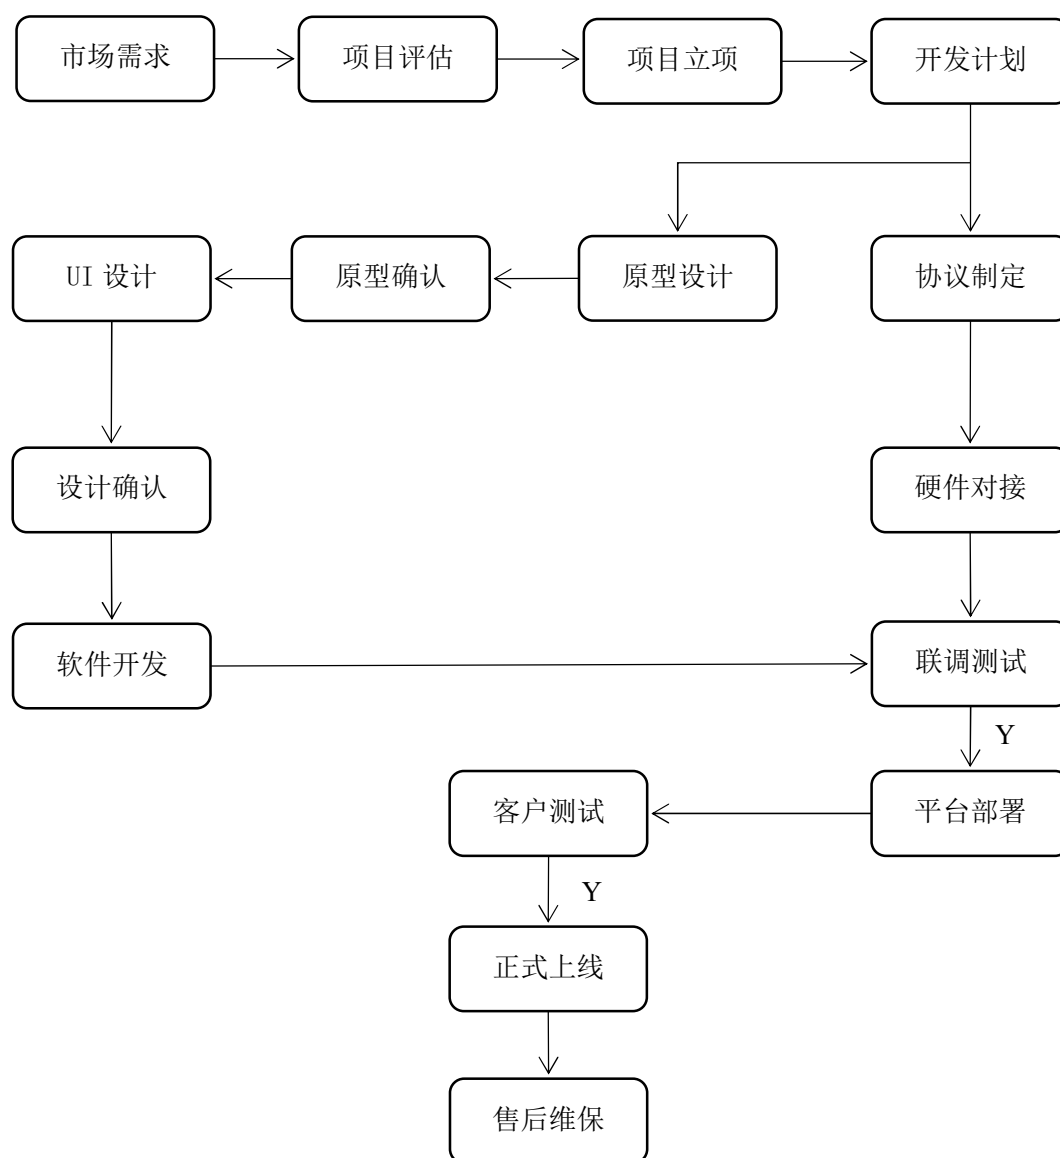 市场需求
项目评估
项目立项
开发计划
UI 设计
原型确认
原型设计
协议制定
设计确认
硬件对接
软件开发
联调测试
Y
客户测试
平台部署
Y
正式上线
售后维保